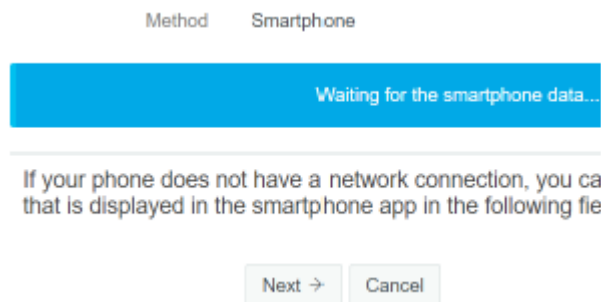 Method Smartphone
Waiting for the smartphone data...
If your phone does not have a network connection, you ca
that is displayed in the smartphone app in the following fie
Next → Cancel